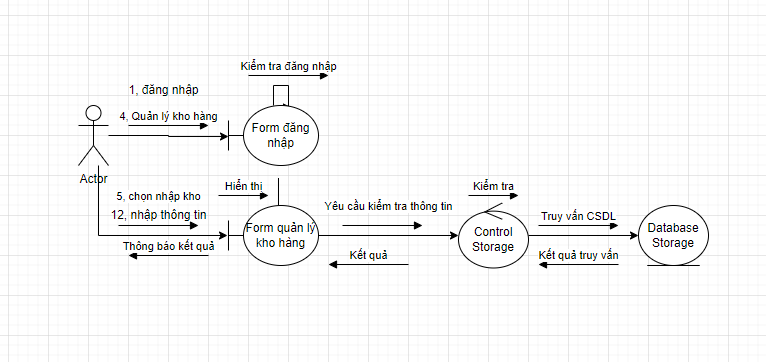 Kiểm tra đăng nhập
1, đăng nhập
4, Quản lý kho hàng
Form đăng
nhập
Actor
5, chọn nhập kho
Hiển thị
12, nhập thông tin
Yêu cầu kiểm tra thông tin
Kiểm tra
Truy vấn CSDL
Form quản lý
kho hàng
Control
Storage
Database
Storage
Thông báo kết quả
Kết quả
Kết quả truy vấn